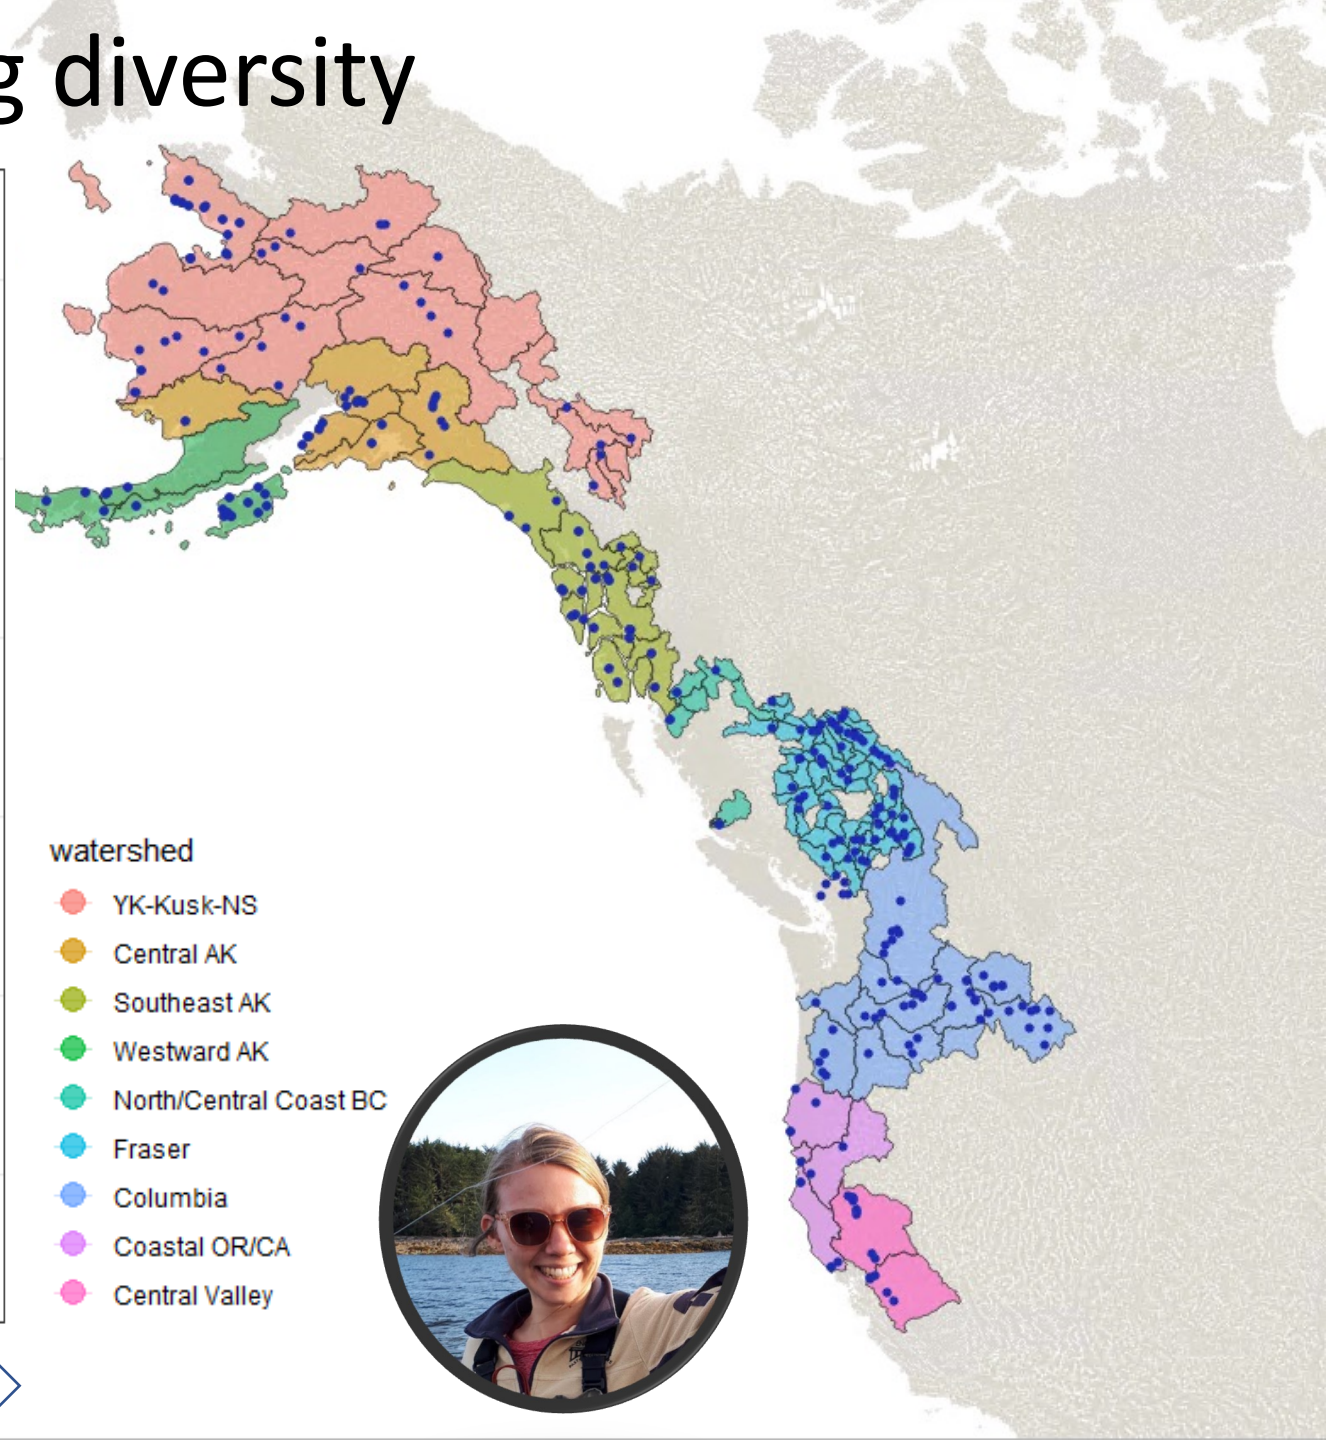 g diversity
watershed
YK-Kusk-NS
Central AK
Southeast AK
Westward AK
North/Central Coast BC
Fraser
Columbia
Coastal OR/CA
Central Valley